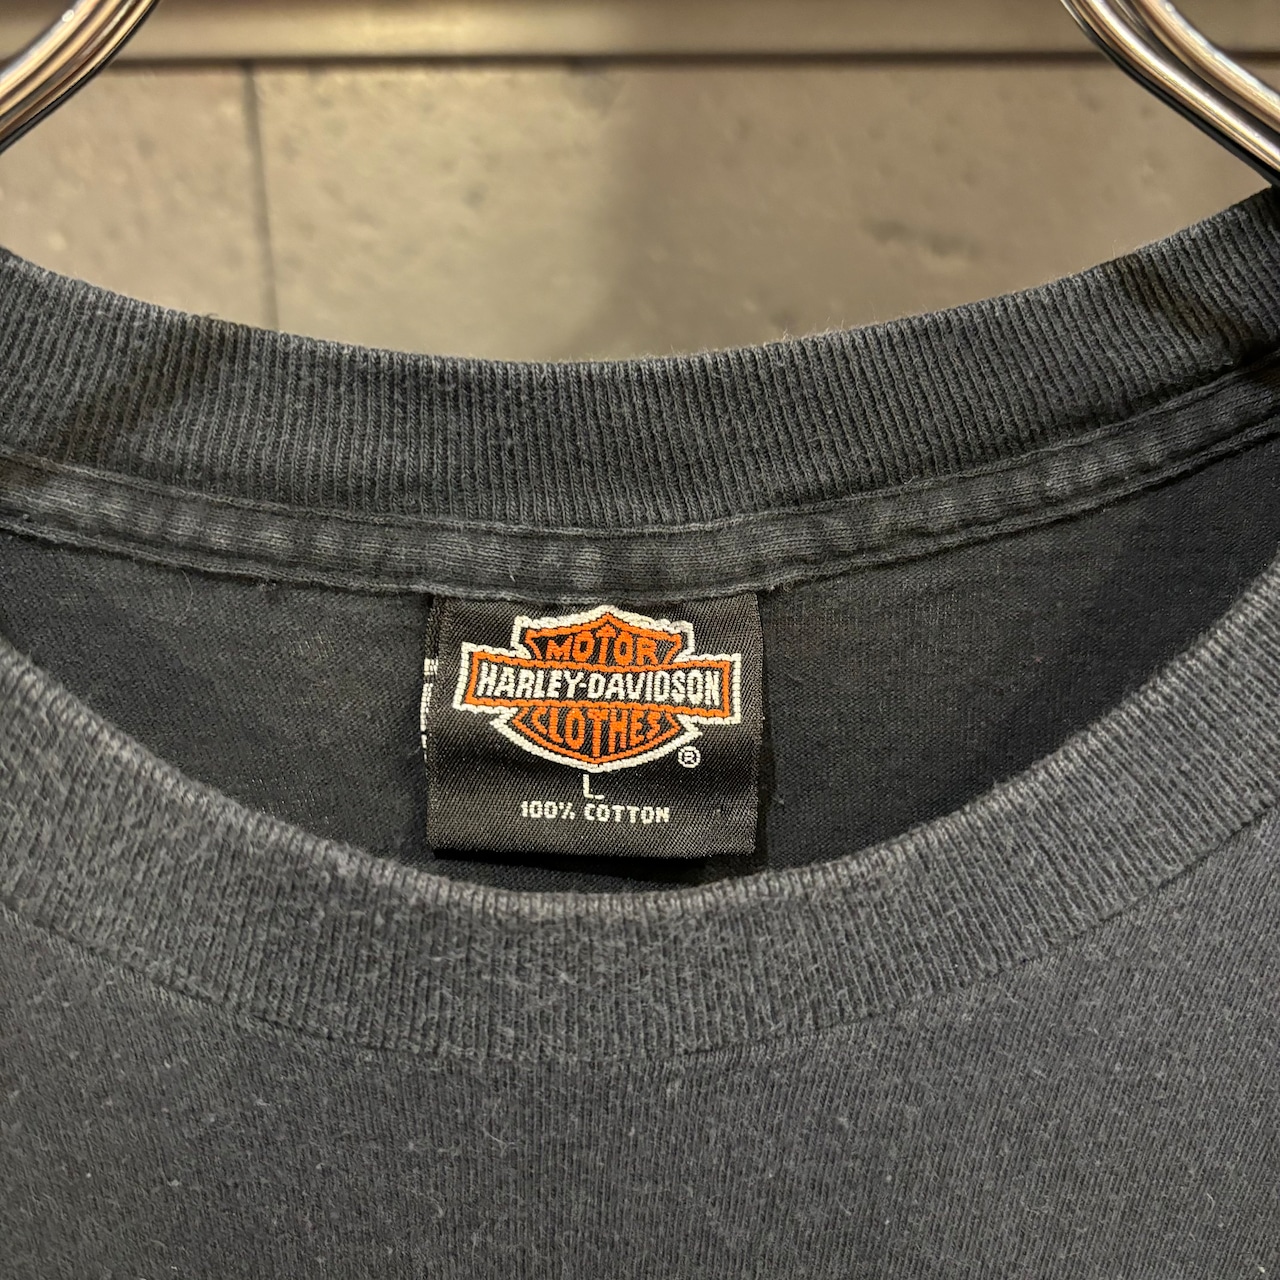 MOTOR
HARLEY-DAVIDSON
CLOTHES
®
L
100% COTTON